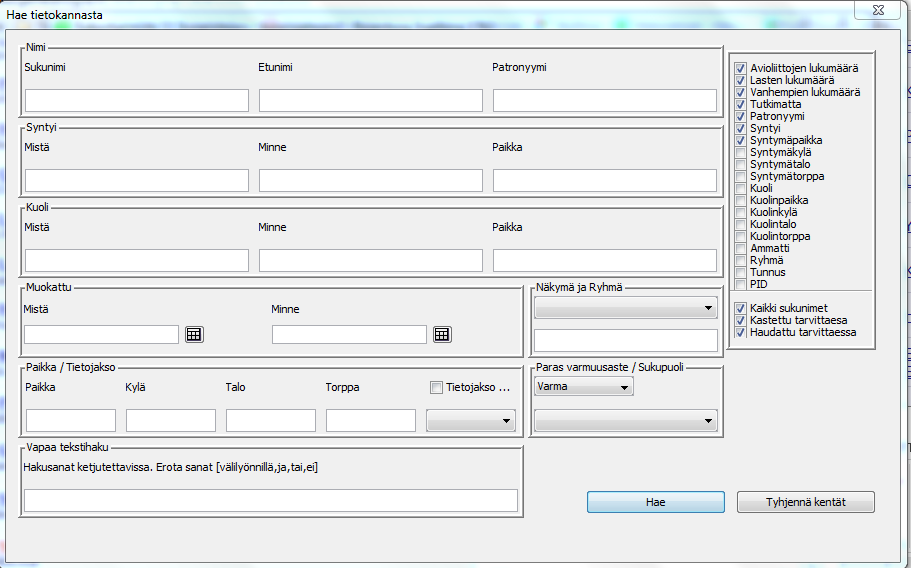 Hae tietokannasta
Nimi
Sukunimi Etunimi Patronyymi
Syntyi
Mistä Minne Paikka
Kuoli
Mistä Minne Paikka
Muokattu
Mistä Minne
Näkymä ja Ryhmä
Paikka / Tietojakso
Paikka Kylä Talo Torppa Tietojakso ...
Paras varmuusaste / Sukupuoli
Varma
Vapaa tekstihaku
Hakusanat ketjutettavissa. Erota sanat [välilyönnillä,ja,tai,ei]
Avioliittojen lukumäärä
Lasten lukumäärä
Vanhempien lukumäärä
Tutkimatta
Patronyymi
Syntyi
Syntymäpaikka
Syntymäkylä
Syntymätalo
Syntymätorppa
Kuoli
Kuolinpaikka
Kuolinkylä
Kuolintalo
Kuolintorppa
Ammatti
Ryhmä
Tunnus
PID
Kaikki sukunimet
Kastettu tarvittaesa
Haudattu tarvittaessa
Hae Tyhjennä kentät